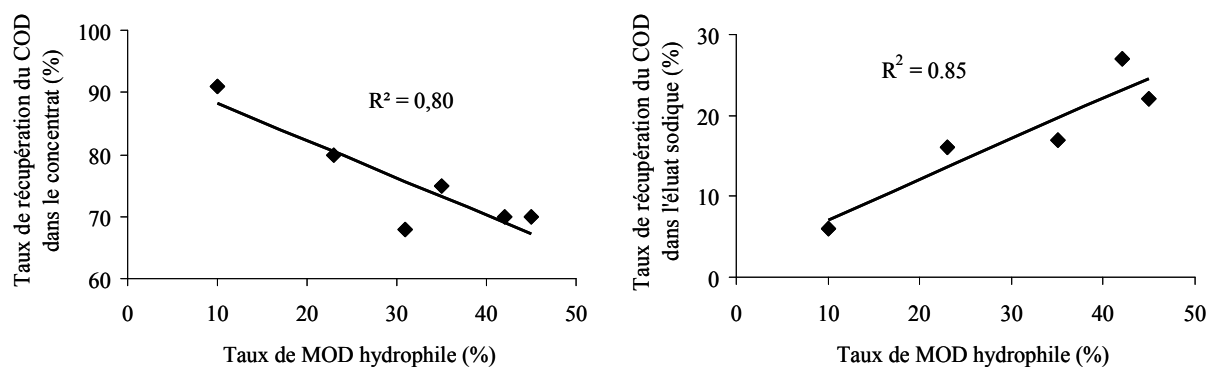 Taux de récupération du COD
dans le concentrat (%)
100
90
80
70
60
R² = 0,80
0 10 20 30 40 50
Taux de MOD hydrophile (%)
Taux de récupération du COD
dans l'éluat sodique (%)
30
20
10
0
R² = 0.85
0 10 20 30 40 50
Taux de MOD hydrophile (%)